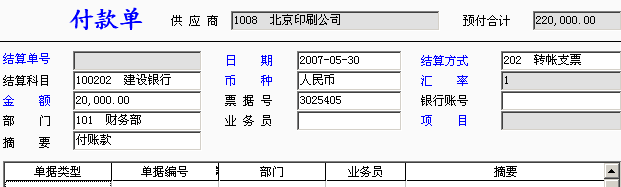 付款单 供应商 1008 北京印刷公司 预付合计 220,000.00
结算单号 日 期 2007-05-30 结算方式 202 转帐支票
结算科目 100202 建设银行 币 种 人民币 汇 率 1
金 额 20,000.00 票据号 3025405 银行账号
部 门 101 财务部 业务员 项 目
摘 要 付账款
单据类型 单据编号 部门 业务员 摘要